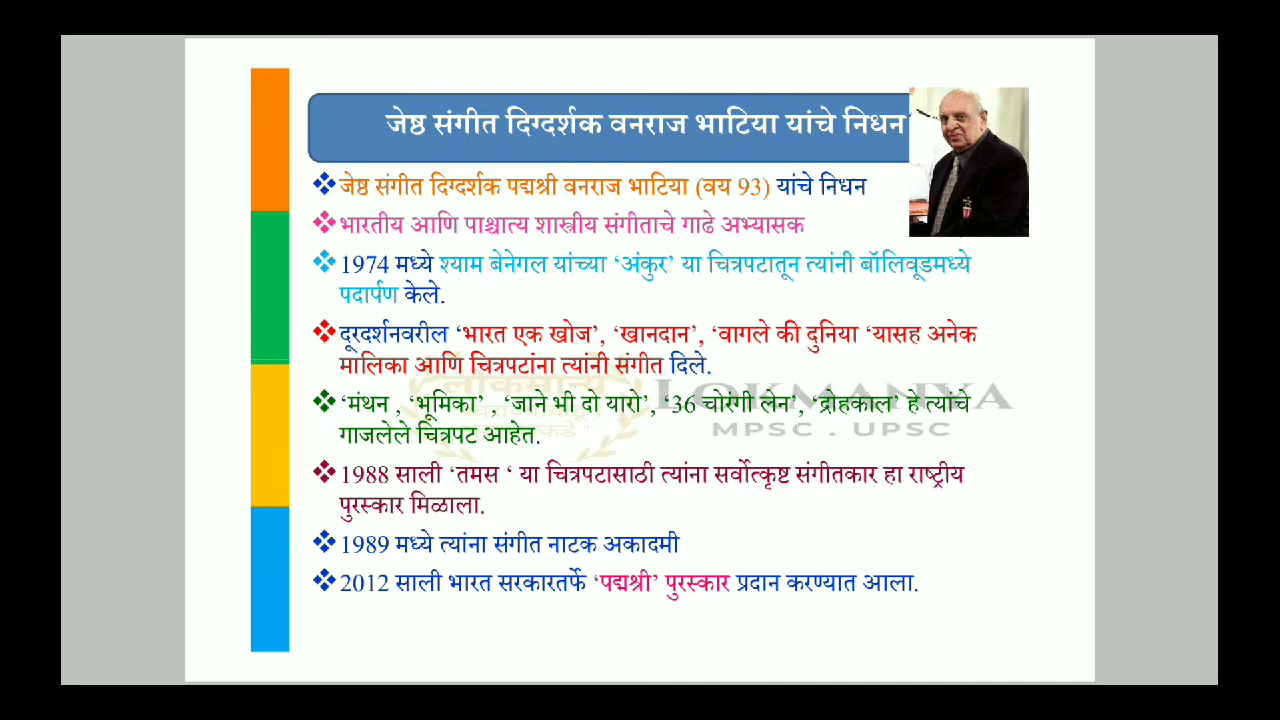 जेष्ठ संगीत दिग्दर्शक वनराज भाटिया यांचे निधन
जेष्ठ संगीत दिग्दर्शक पद्मश्री वनराज भाटिया (वय 93) यांचे निधन
भारतीय आणि पाश्चात्य शास्त्रीय संगीताचे गाढे अभ्यासक
1974 मध्ये श्याम बेनेगल यांच्या ‘अंकुर’ या चित्रपटातून त्यांनी बॉलिवूडमध्ये
पदार्पण केले.
दूरदर्शनवरील ‘भारत एक खोज’, ‘खानदान’, ‘वागले की दुनिया ‘यासह अनेक
मालिका आणि चित्रपटांना त्यांनी संगीत दिले.
लोकमान्य
LOKMANYA
MPSC . UPSC
‘मंथन , ‘भूमिका’ , ‘जाने भी दो यारो’, ‘36 चोरंगी लेन’, ‘द्रोहकाल’ हे त्यांचे
गाजलेले चित्रपट आहेत.
1988 साली ‘तमस ‘ या चित्रपटासाठी त्यांना सर्वोत्कृष्ट संगीतकार हा राष्ट्रीय
पुरस्कार मिळाला.
1989 मध्ये त्यांना संगीत नाटक अकादमी
2012 साली भारत सरकारतर्फे ‘पद्मश्री’ पुरस्कार प्रदान करण्यात आला.